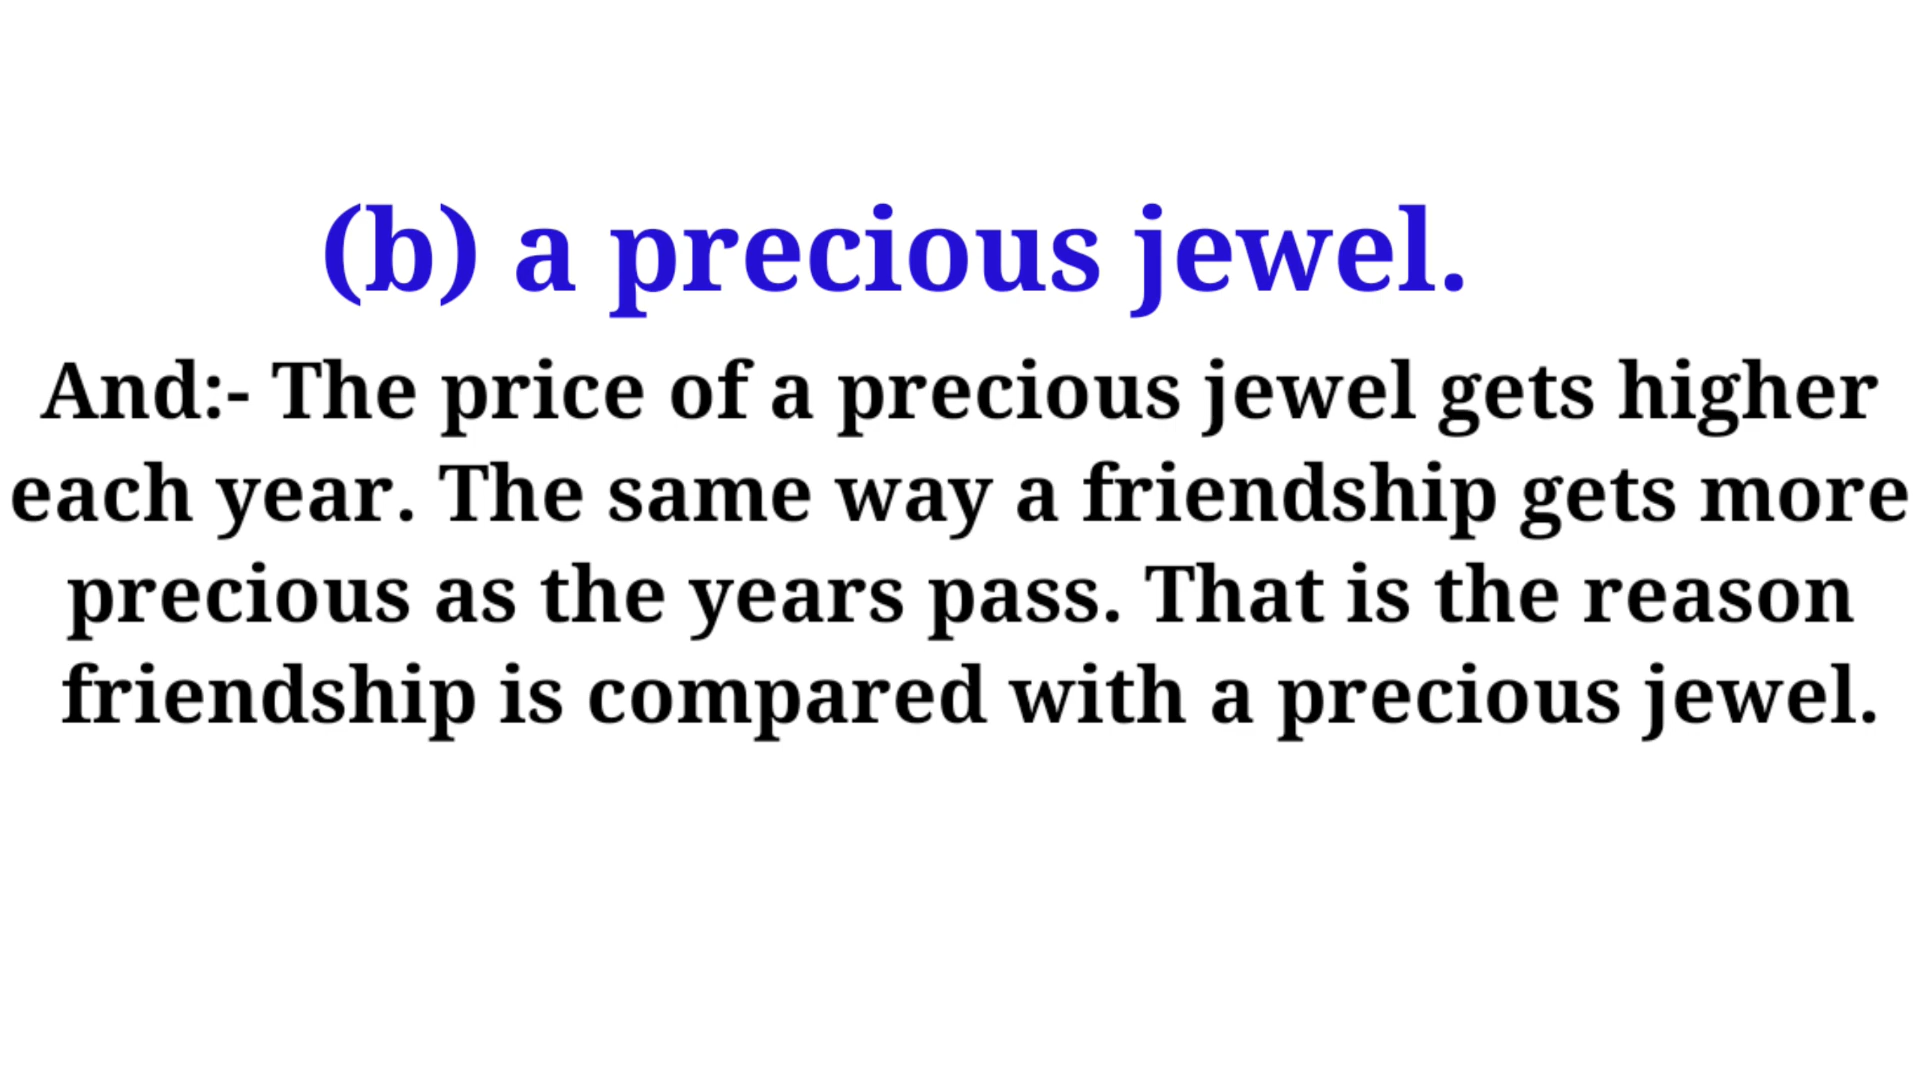 (b) a precious jewel.
And:- The price of a precious jewel gets higher
each year. The same way a friendship gets more
precious as the years pass. That is the reason
friendship is compared with a precious jewel.